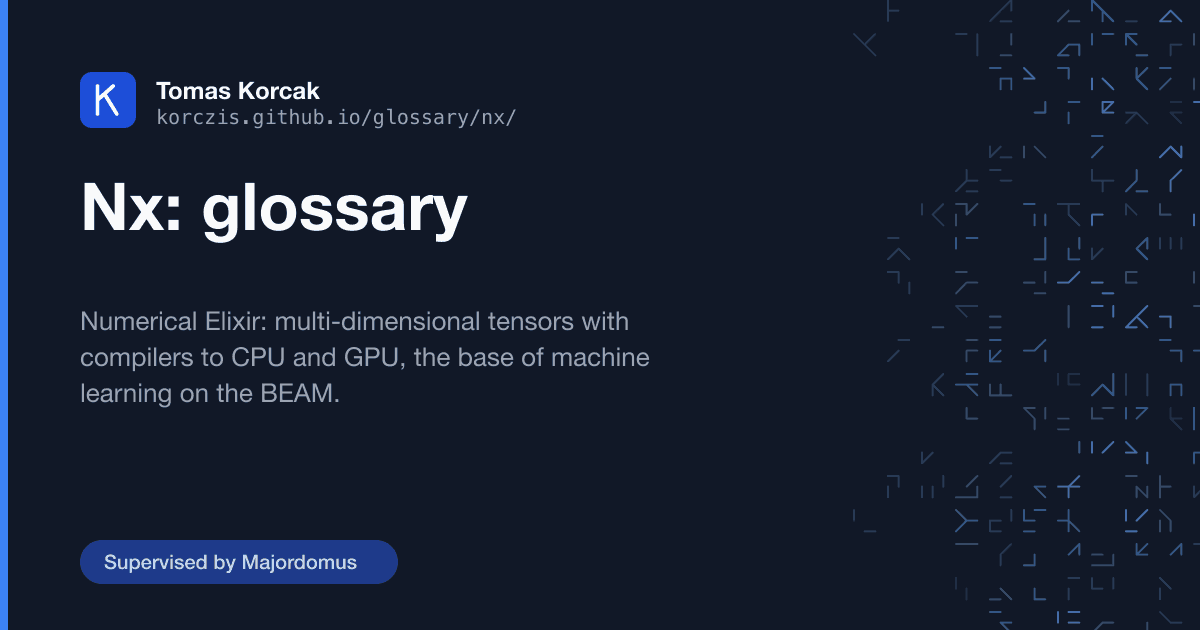 K
Tomas Korcak
korczis.github.io/glossary/nx/
Nx: glossary
Numerical Elixir: multi-dimensional tensors with
compilers to CPU and GPU, the base of machine
learning on the BEAM.
Supervised by Majordomus